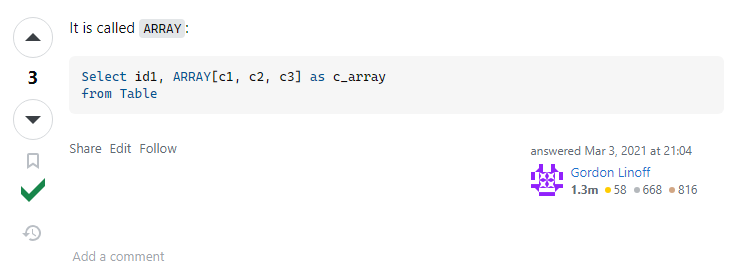 It is called ARRAY:
3
Select id1, ARRAY[c1, c2, c3] as c_array
from Table
Share Edit Follow
answered Mar 3, 2021 at 21:04
Gordon Linoff
1.3m 58 668 816
Add a comment